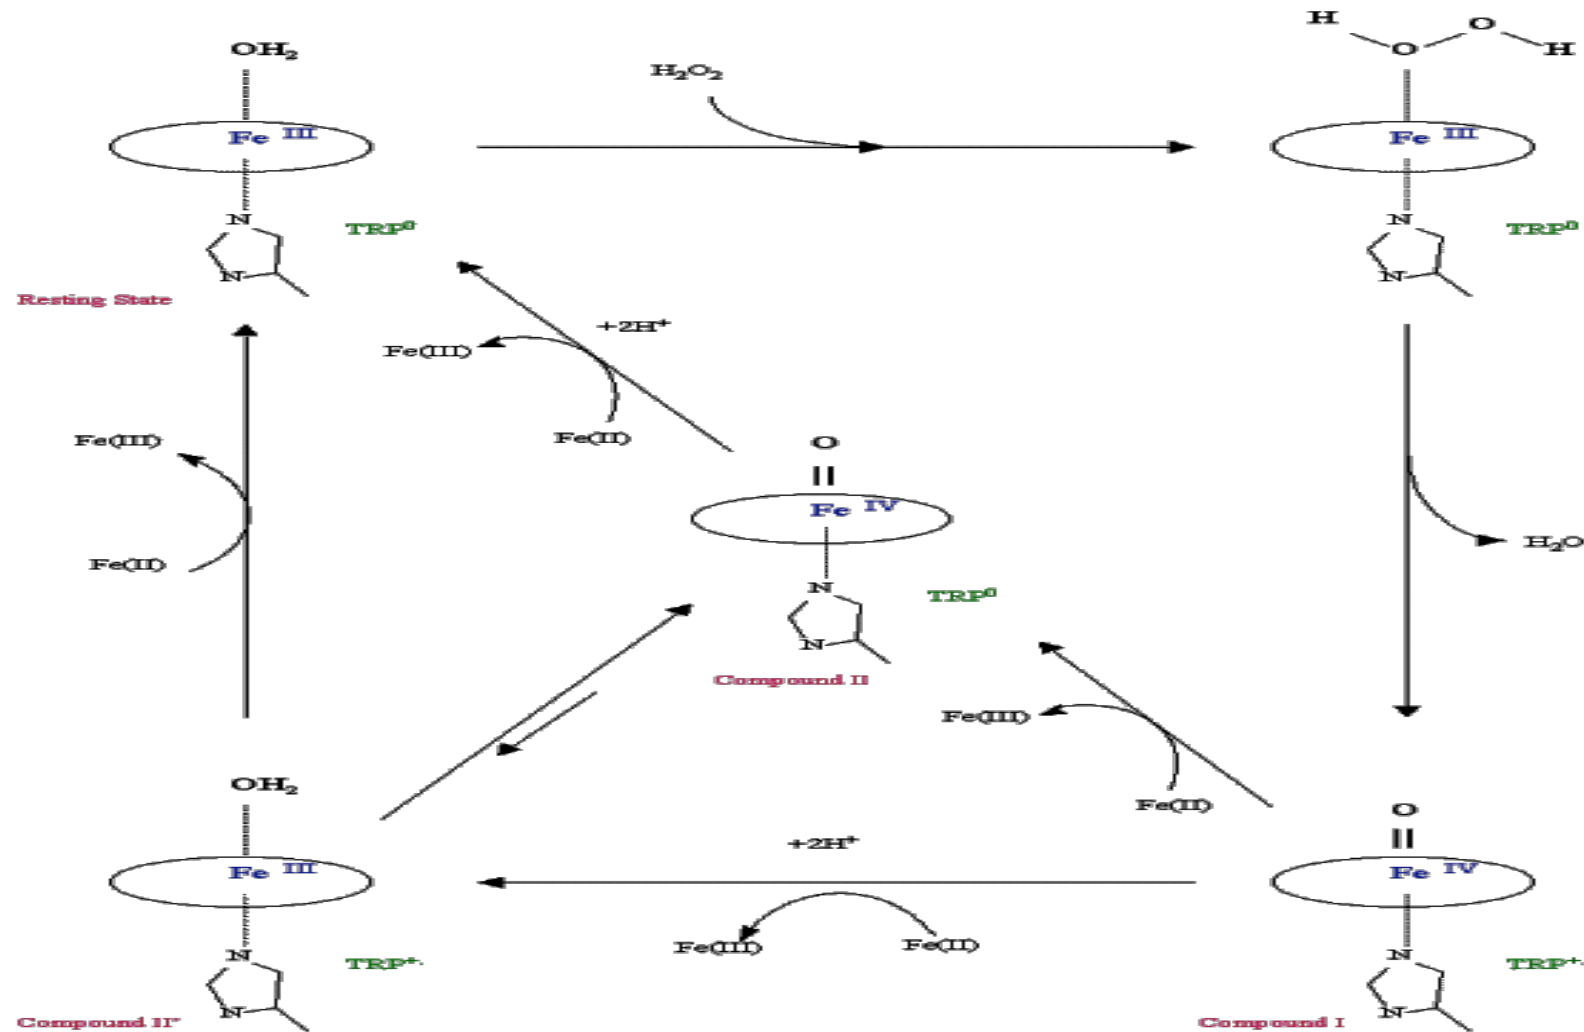 H
O
OH₂
O
H
H₂O₂
Fe III
Fe III
N
TRP⁰
N
TRP⁰
N
N
Resting State
+2H⁺
Fe(III)
Fe(III)
Fe(II)
O
Fe IV
H₂O
Fe(II)
N
TRP⁰
N
Compound II
Fe(III)
OH₂
Fe(II)
O
+2H⁺
Fe III
Fe IV
Fe(III)
Fe(II)
N
TRP⁺·
N
TRP⁺·
N
N
Compound II*
Compound I